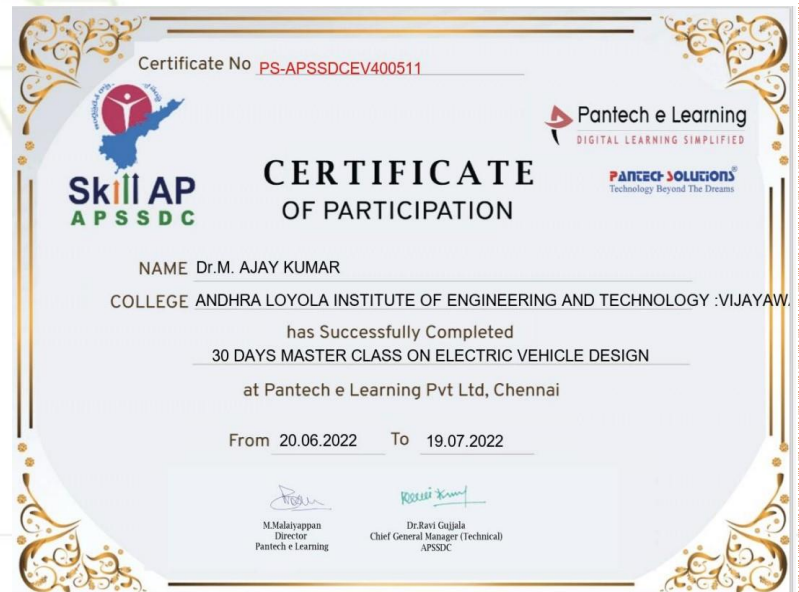 Certificate No PS-APSSDCEV400511
Skill AP
APSSDC
Pantech e Learning
DIGITAL LEARNING SIMPLIFIED
PANTECH SOLUTIONS®
Technology Beyond The Dreams
CERTIFICATE
OF PARTICIPATION
NAME Dr.M. AJAY KUMAR
COLLEGE ANDHRA LOYOLA INSTITUTE OF ENGINEERING AND TECHNOLOGY :VIJAYAWA
has Successfully Completed
30 DAYS MASTER CLASS ON ELECTRIC VEHICLE DESIGN
at Pantech e Learning Pvt Ltd, Chennai
From 20.06.2022 To 19.07.2022
M.Malaiyappan
Director
Pantech e Learning
Dr.Ravi Gujjala
Chief General Manager (Technical)
APSSDC